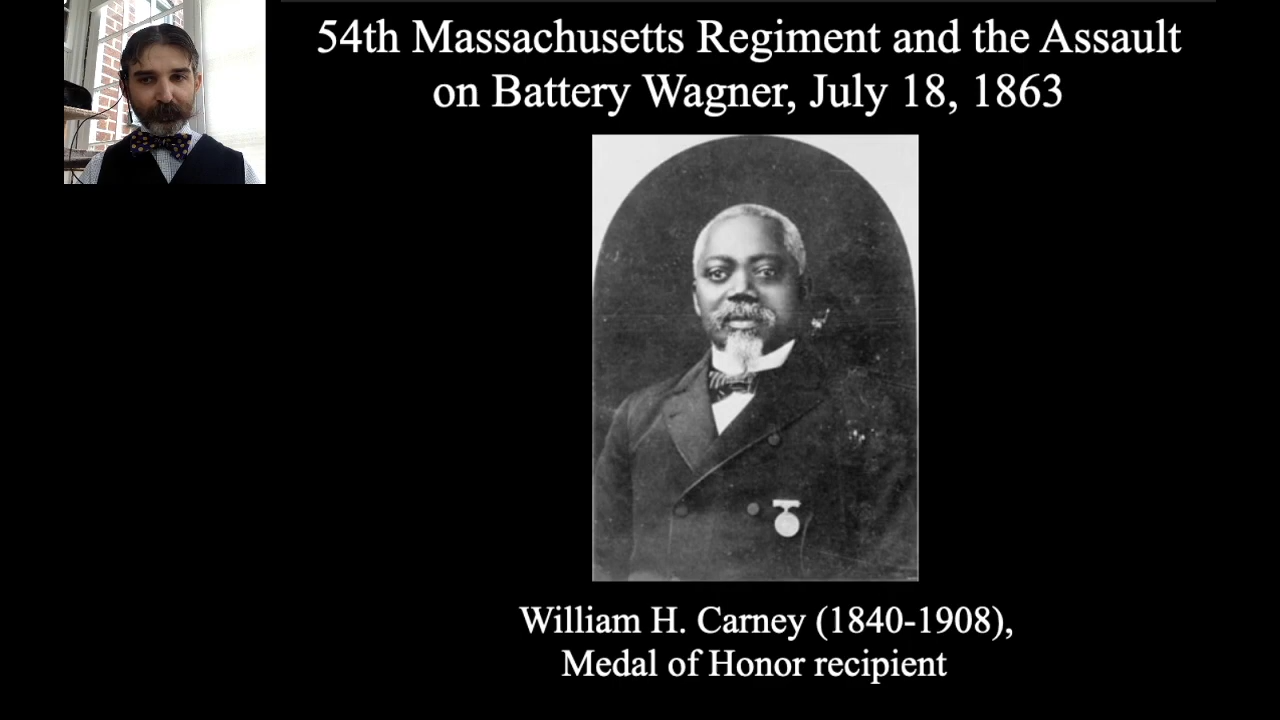 54th Massachusetts Regiment and the Assault
on Battery Wagner, July 18, 1863
William H. Carney (1840-1908),
Medal of Honor recipient